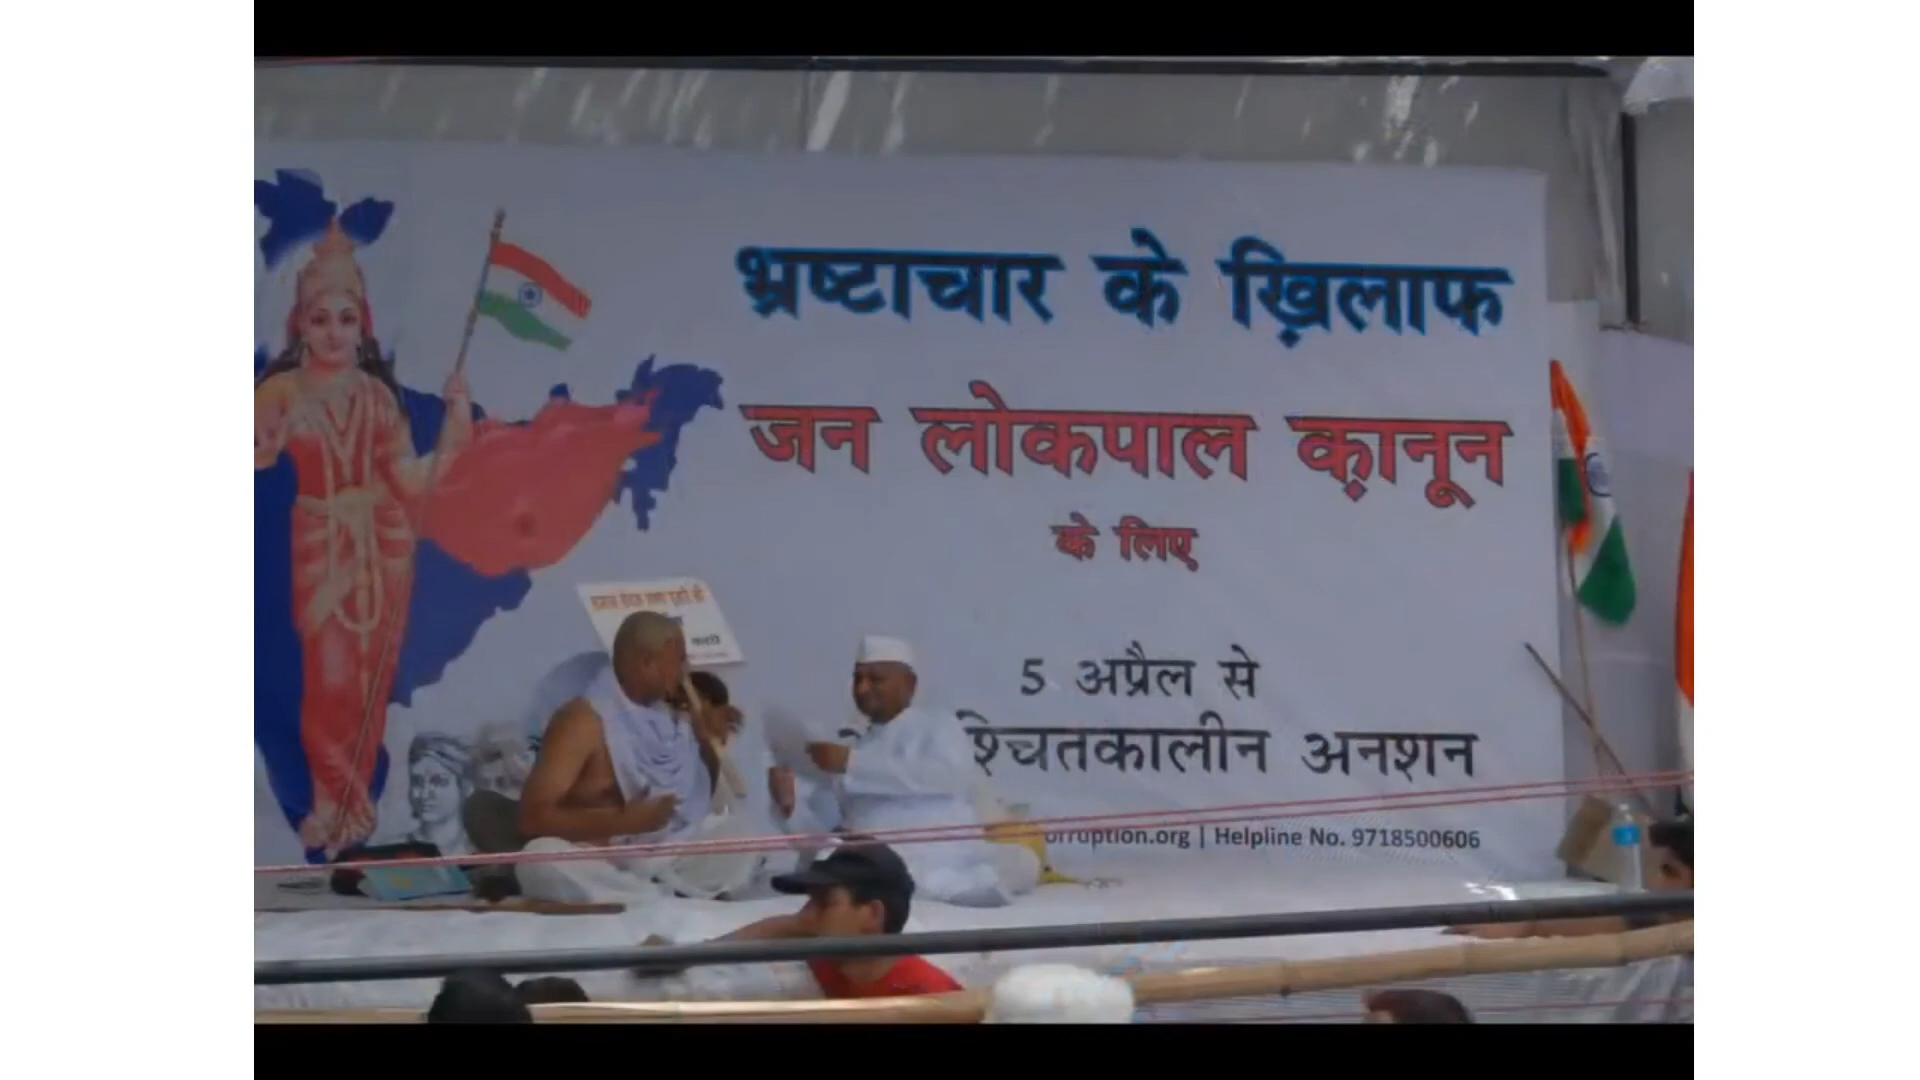 भ्रष्टाचार के ख़िलाफ
जन लोकपाल क़ानून
के लिए
5 अप्रैल से
श्चितकालीन अनशन
orruption.org | Helpline No. 9718500606